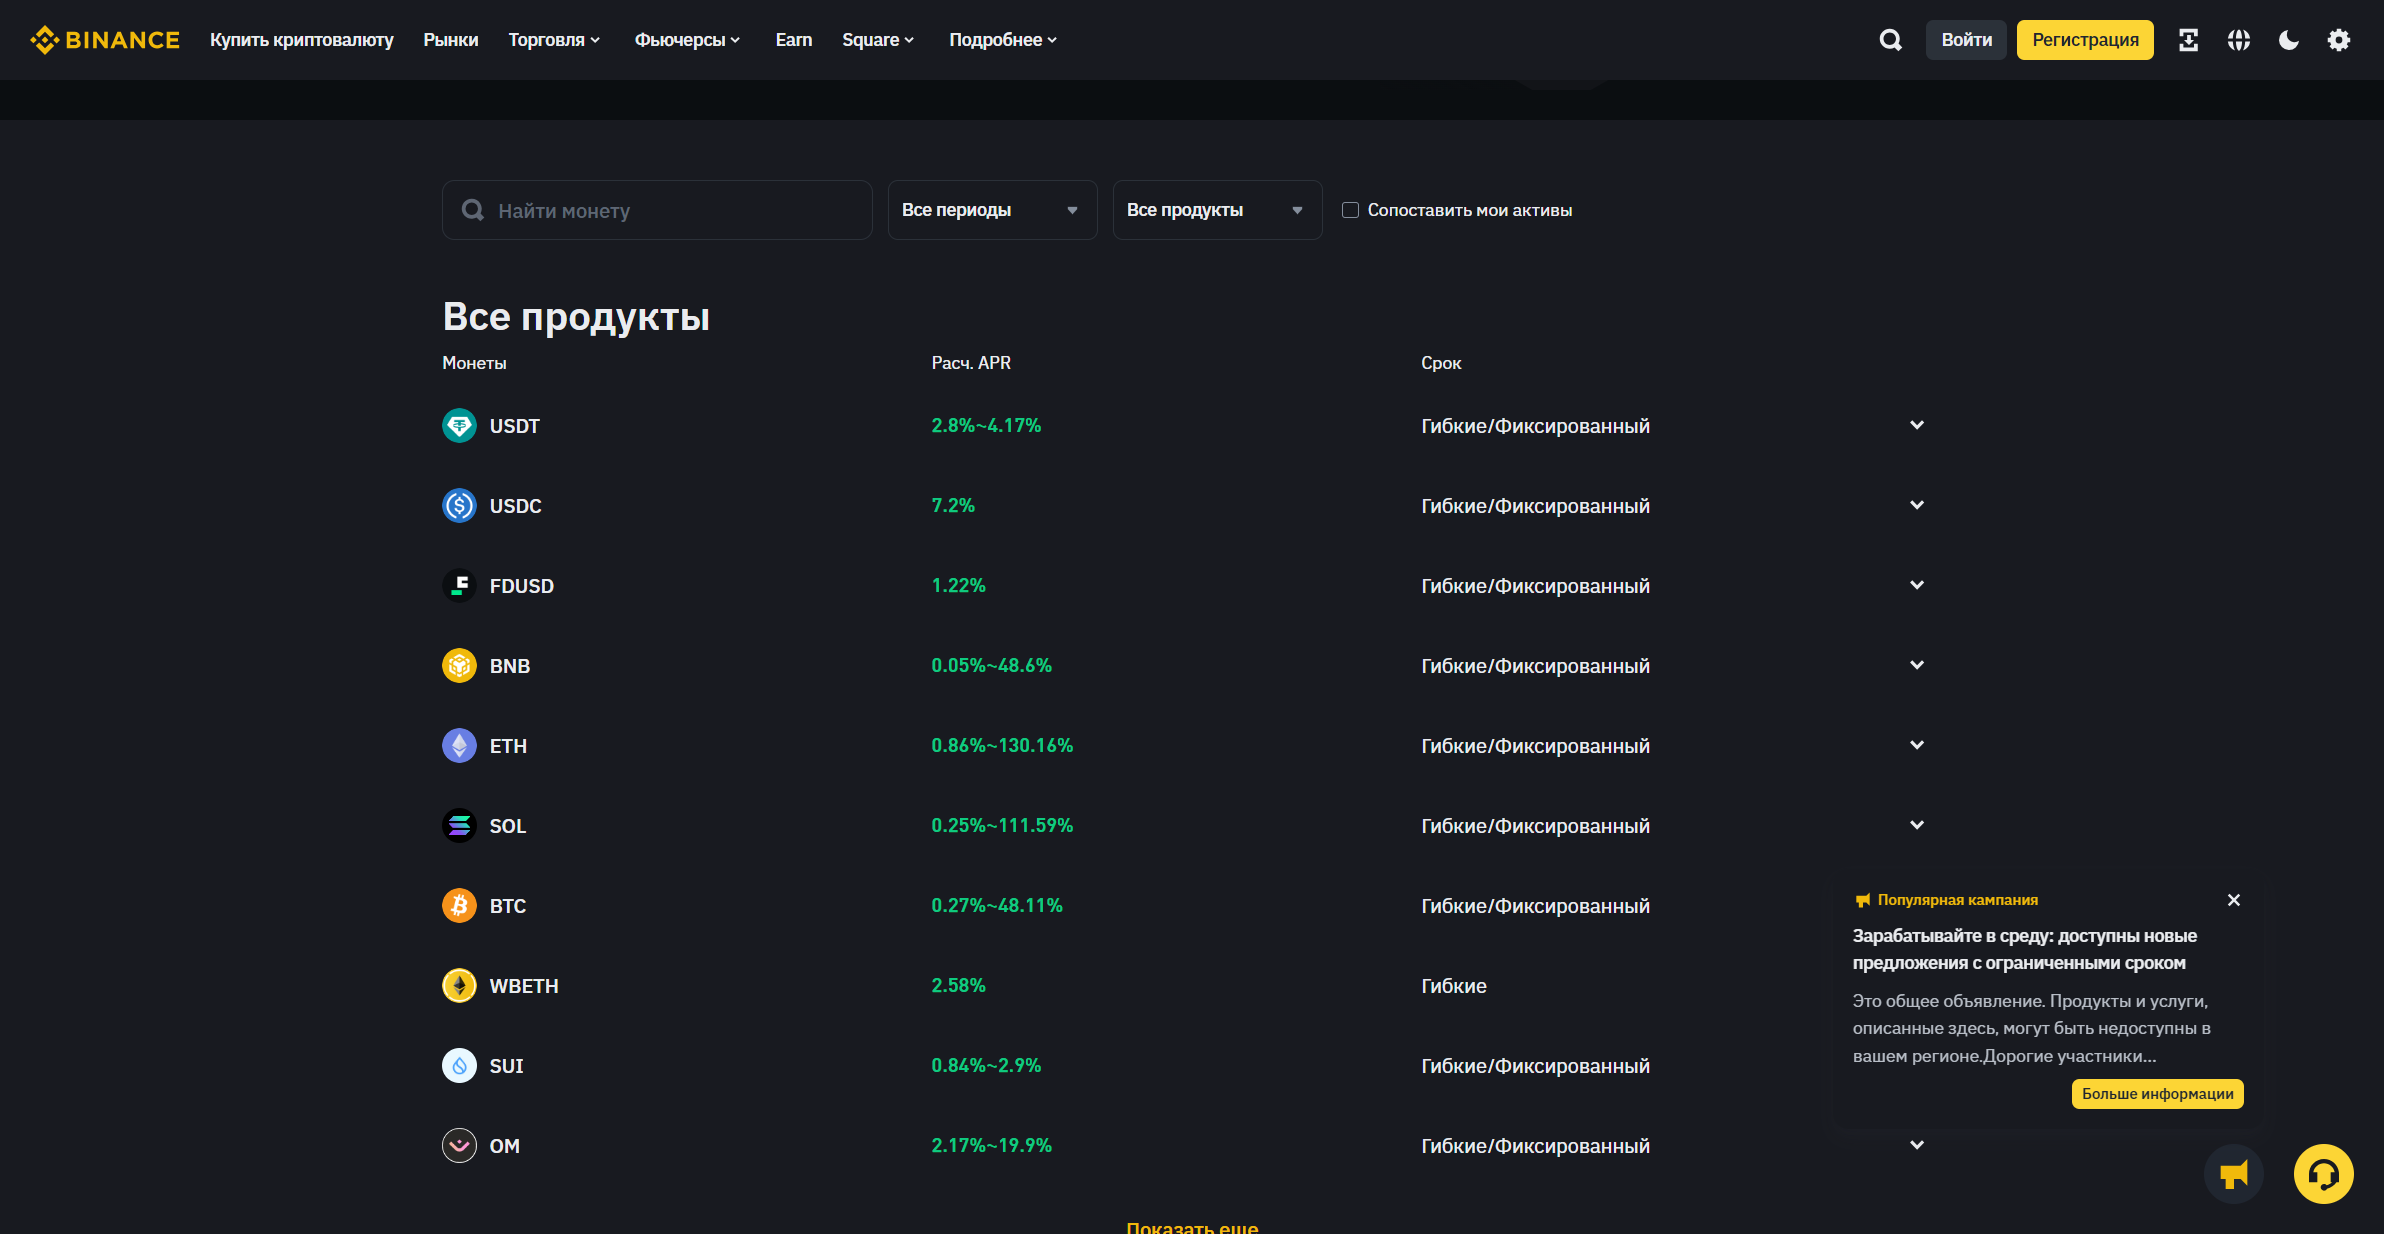 BINANCE Купить криптовалюту Рынки Торговля Фьючерсы Earn Square Подробнее Войти Регистрация
Найти монету Все периоды Все продукты Сопоставить мои активы
Все продукты
Монеты Расч. APR Срок
USDT 2.8%~4.17% Гибкие/Фиксированный
USDC 7.2% Гибкие/Фиксированный
FDUSD 1.22% Гибкие/Фиксированный
BNB 0.05%~48.6% Гибкие/Фиксированный
ETH 0.86%~130.16% Гибкие/Фиксированный
SOL 0.25%~111.59% Гибкие/Фиксированный
BTC 0.27%~48.11% Гибкие/Фиксированный
WBETH 2.58% Гибкие
SUI 0.84%~2.9% Гибкие/Фиксированный
OM 2.17%~19.9% Гибкие/Фиксированный
Показать еще
Популярная кампания
Зарабатывайте в среду: доступны новые
предложения с ограниченными сроком
Это общее объявление. Продукты и услуги,
описанные здесь, могут быть недоступны в
вашем регионе.Дорогие участники...
Больше информации